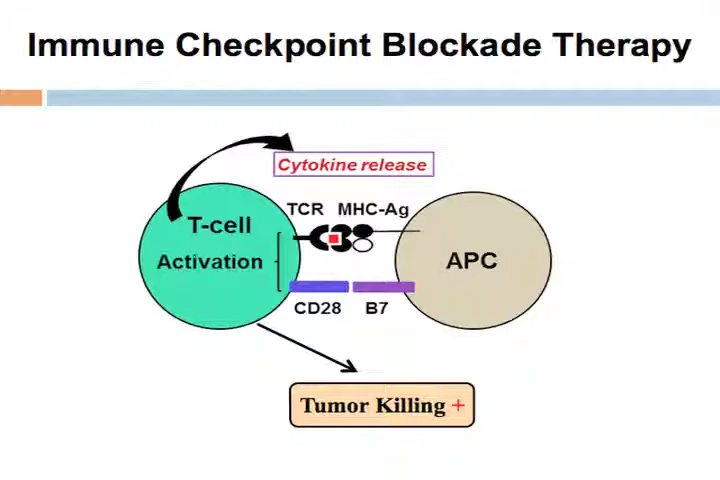 Immune Checkpoint Blockade Therapy
Cytokine release
TCR MHC-Ag
T-cell
Activation
APC
CD28 B7
Tumor Killing +